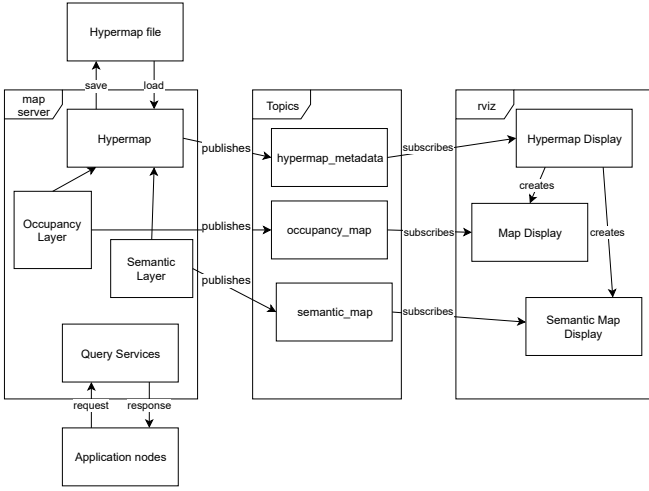 Hypermap file
save
load
map
server
Topics
rviz
Hypermap
publishes
hypermap_metadata
subscribes
Hypermap Display
creates
Occupancy
Layer
publishes
occupancy_map
subscribes
Map Display
creates
Semantic
Layer
publishes
semantic_map
subscribes
Semantic Map
Display
Query Services
request
response
Application nodes